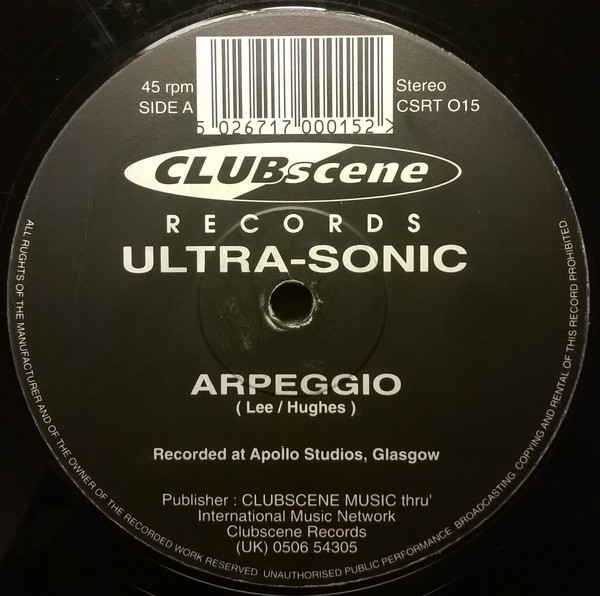 45 rpm
SIDE A
Stereo
CSRT O15
5 026717 000152 >
CLUBscene
RECORDS
ULTRA-SONIC
ARPEGGIO
( Lee / Hughes )
Recorded at Apollo Studios, Glasgow
Publisher : CLUBSCENE MUSIC thru'
International Music Network
Clubscene Records
(UK) 0506 54305
ALL RUGHTS OF THE MANUFACTURER AND OF THE OWNER OF THE RECORDED WORK RESERVED UNAUTHORISED PUBLIC PERFORMANCE BROADCASTING COPYING AND RENTAL OF THIS RECORD PROHIBITED.